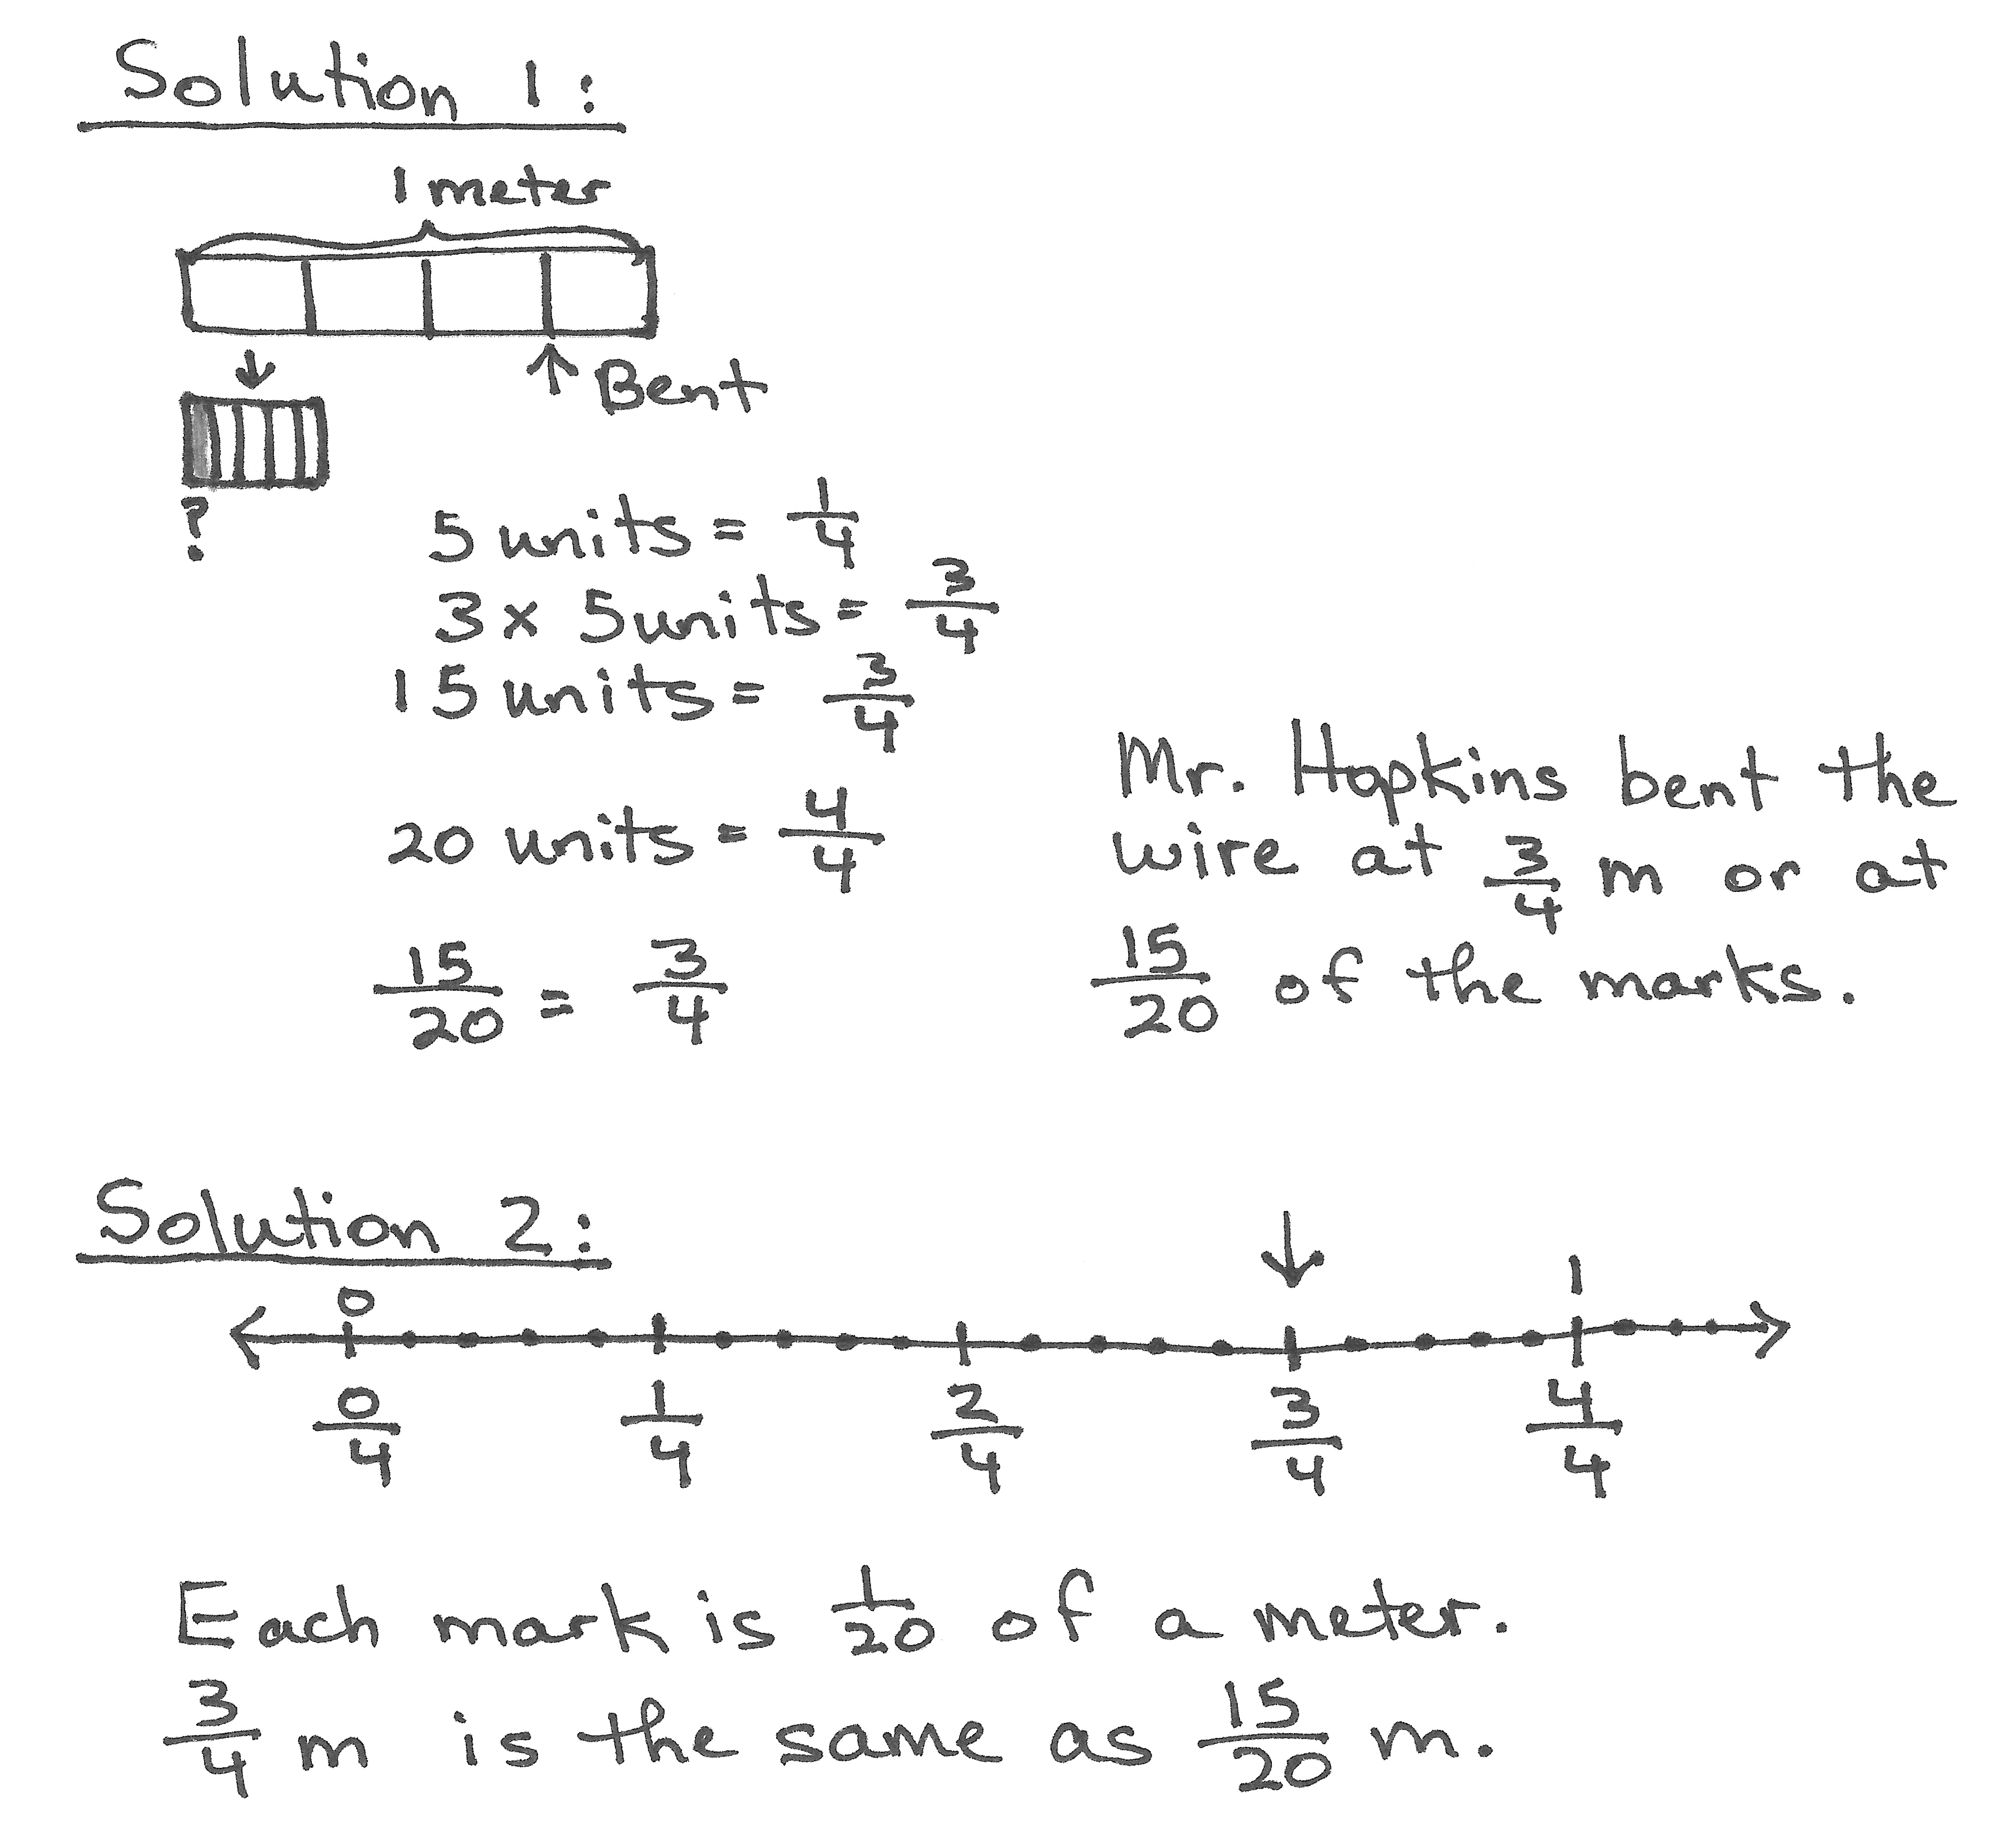 Solution 1:
1 meter
Bent
?
5 units = 1/4
3 x 5 units = 3/4
15 units = 3/4
20 units = 4/4
15/20 = 3/4
Mr. Hopkins bent the
wire at 3/4 m or at
15/20 of the marks.
Solution 2:
0 1
0/4 1/4 2/4 3/4 4/4
Each mark is 1/20 of a meter.
3/4 m is the same as 15/20 m.